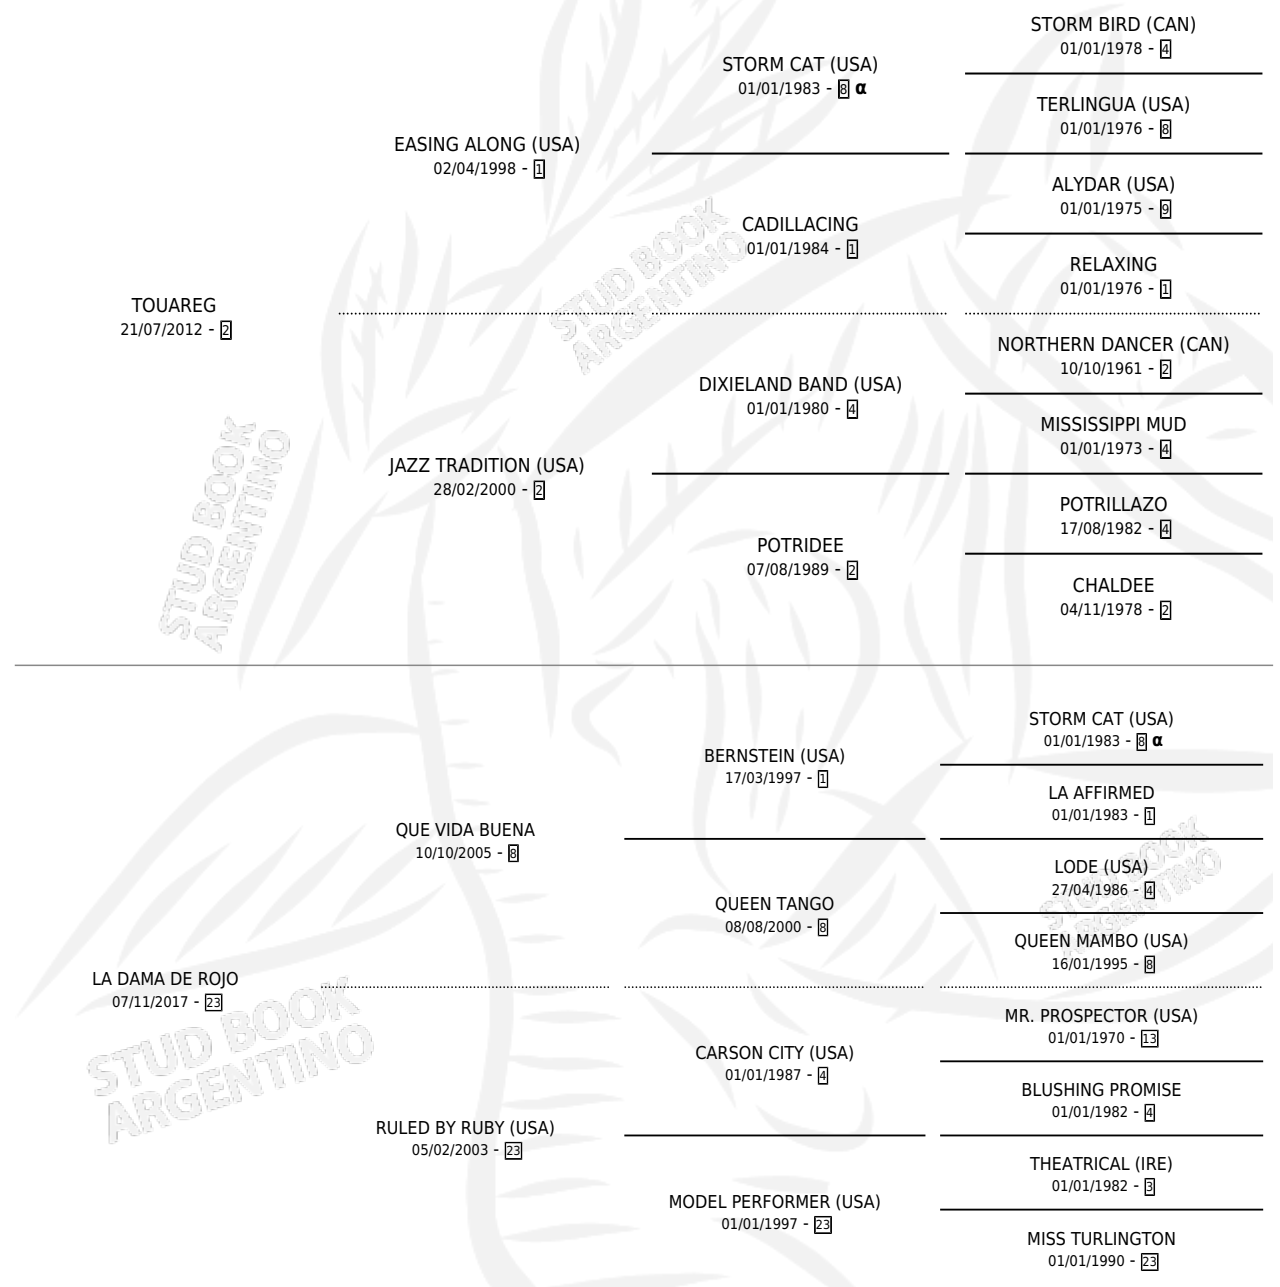 STORM BIRD (CAN)
01/01/1978 - 4
STORM CAT (USA)
01/01/1983 - 8 α
TERLINGUA (USA)
01/01/1976 - 8
EASING ALONG (USA)
02/04/1998 - 1
ALYDAR (USA)
01/01/1975 - 9
CADILLACING
01/01/1984 - 1
RELAXING
01/01/1976 - 1
TOUAREG
21/07/2012 - 2
NORTHERN DANCER (CAN)
10/10/1961 - 2
DIXIELAND BAND (USA)
01/01/1980 - 4
MISSISSIPPI MUD
01/01/1973 - 4
JAZZ TRADITION (USA)
28/02/2000 - 2
POTRILLAZO
17/08/1982 - 4
POTRIDEE
07/08/1989 - 2
CHALDEE
04/11/1978 - 2
STORM CAT (USA)
01/01/1983 - 8 α
BERNSTEIN (USA)
17/03/1997 - 1
LA AFFIRMED
01/01/1983 - 1
QUE VIDA BUENA
10/10/2005 - 8
LODE (USA)
27/04/1986 - 4
QUEEN TANGO
08/08/2000 - 8
QUEEN MAMBO (USA)
16/01/1995 - 8
LA DAMA DE ROJO
07/11/2017 - 23
MR. PROSPECTOR (USA)
01/01/1970 - 13
CARSON CITY (USA)
01/01/1987 - 4
BLUSHING PROMISE
01/01/1982 - 4
RULED BY RUBY (USA)
05/02/2003 - 23
THEATRICAL (IRE)
01/01/1982 - 3
MODEL PERFORMER (USA)
01/01/1997 - 23
MISS TURLINGTON
01/01/1990 - 23
STUD BOOK
ARGENTINO
STUD BOOK
ARGENTINO
STUD BOOK
ARGENTINO
STUD BOOK
ARGENTINO